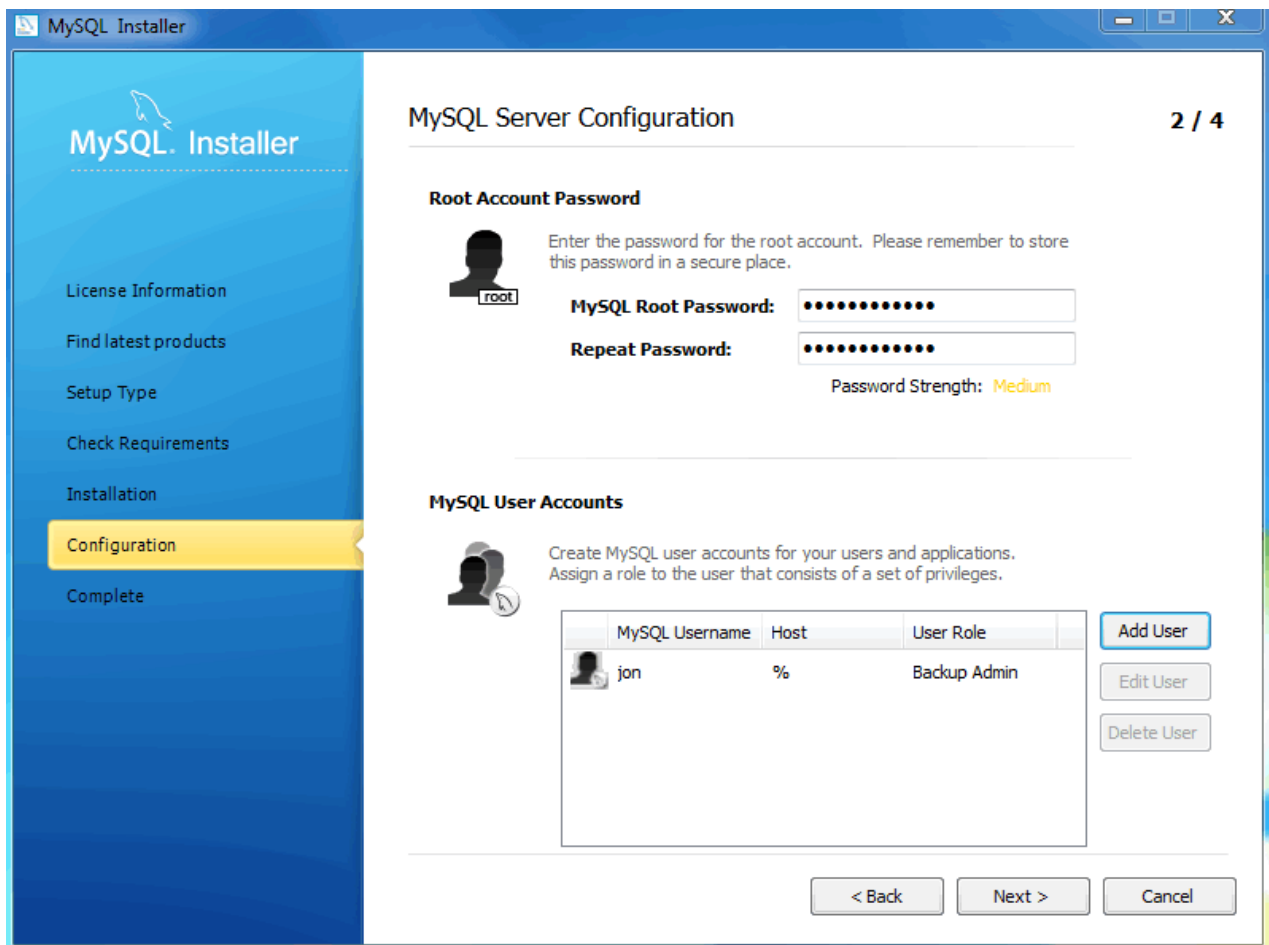 MySQL Installer
MySQL. Installer
License Information
Find latest products
Setup Type
Check Requirements
Installation
Configuration
Complete
MySQL Server Configuration
2 / 4
Root Account Password
root
Enter the password for the root account. Please remember to store
this password in a secure place.
MySQL Root Password: ●●●●●●●●●●●●
Repeat Password: ●●●●●●●●●●●●
Password Strength: Medium
MySQL User Accounts
Create MySQL user accounts for your users and applications.
Assign a role to the user that consists of a set of privileges.
MySQL Username Host User Role
jon % Backup Admin
Add User
Edit User
Delete User
< Back Next > Cancel